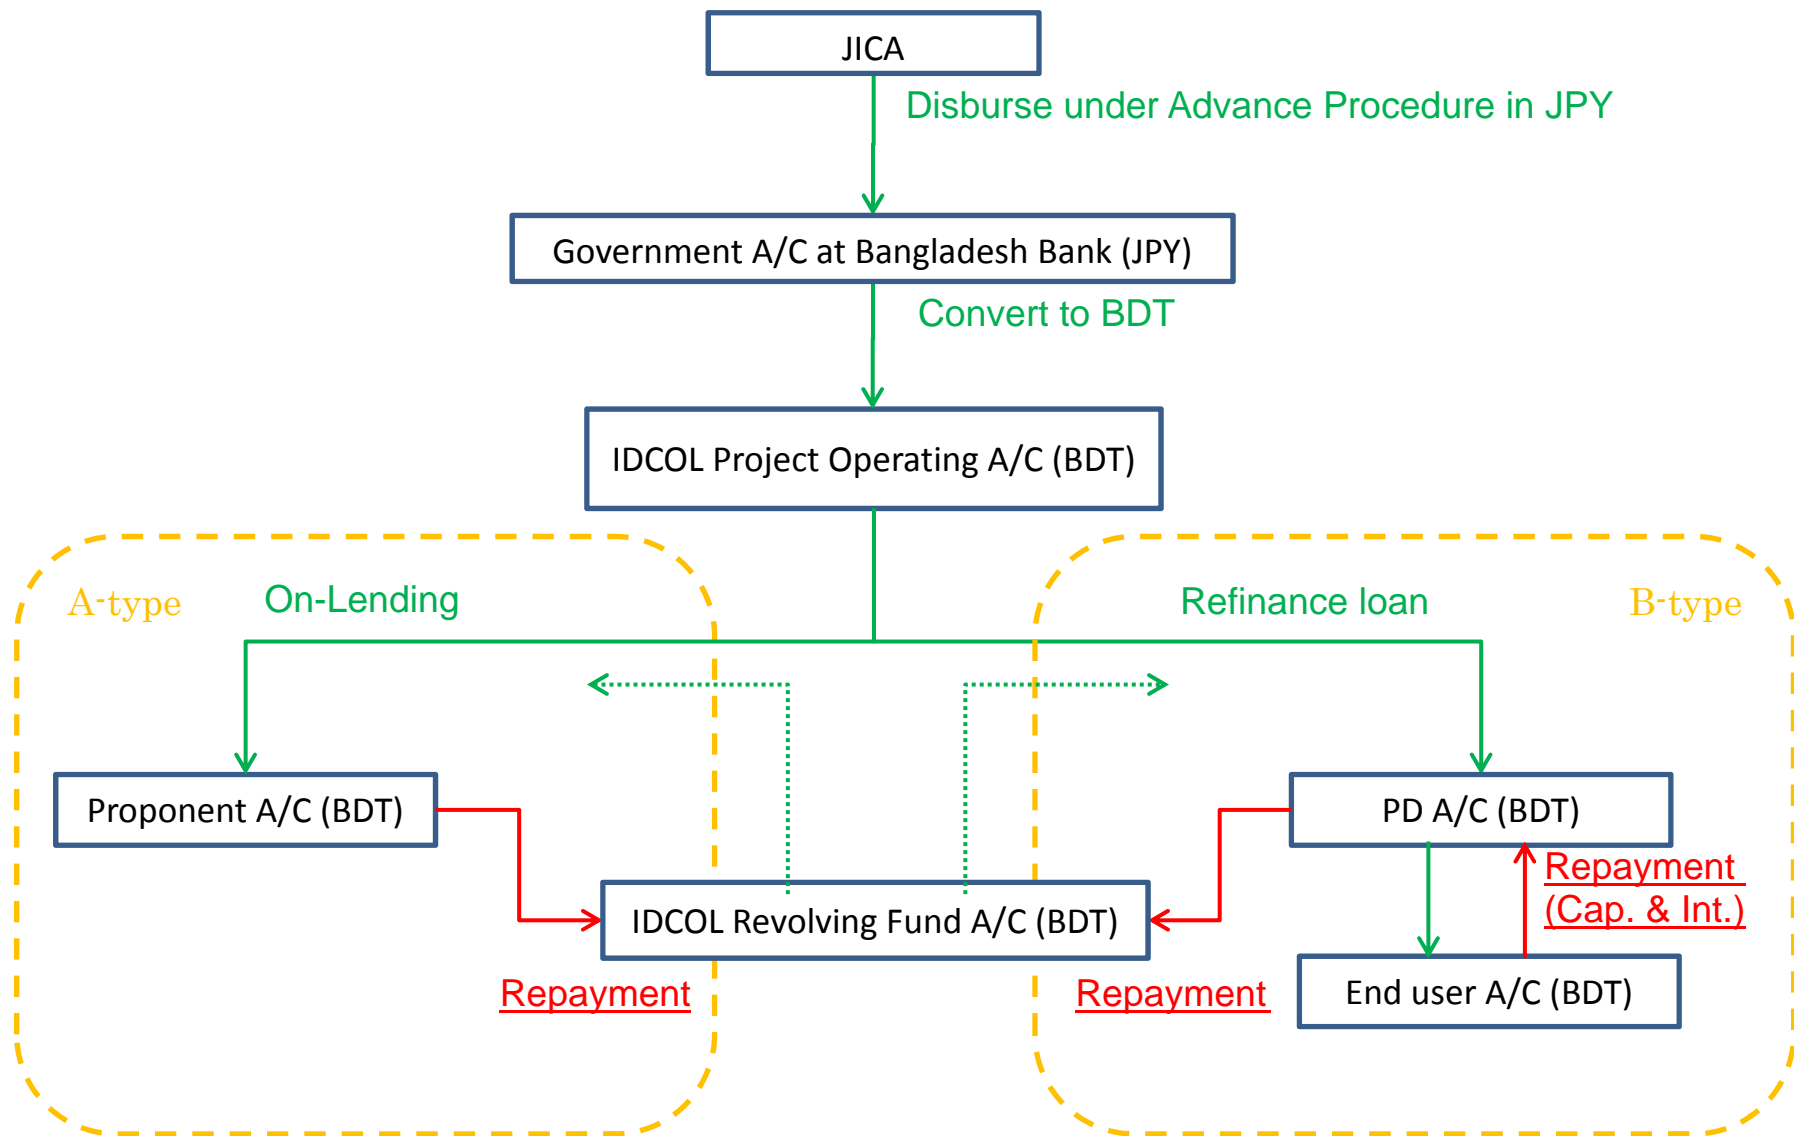 JICA
Disburse under Advance Procedure in JPY
Government A/C at Bangladesh Bank (JPY)
Convert to BDT
IDCOL Project Operating A/C (BDT)
A-type
On-Lending
Refinance loan
B-type
Proponent A/C (BDT)
PD A/C (BDT)
Repayment
(Cap. & Int.)
IDCOL Revolving Fund A/C (BDT)
Repayment
Repayment
End user A/C (BDT)